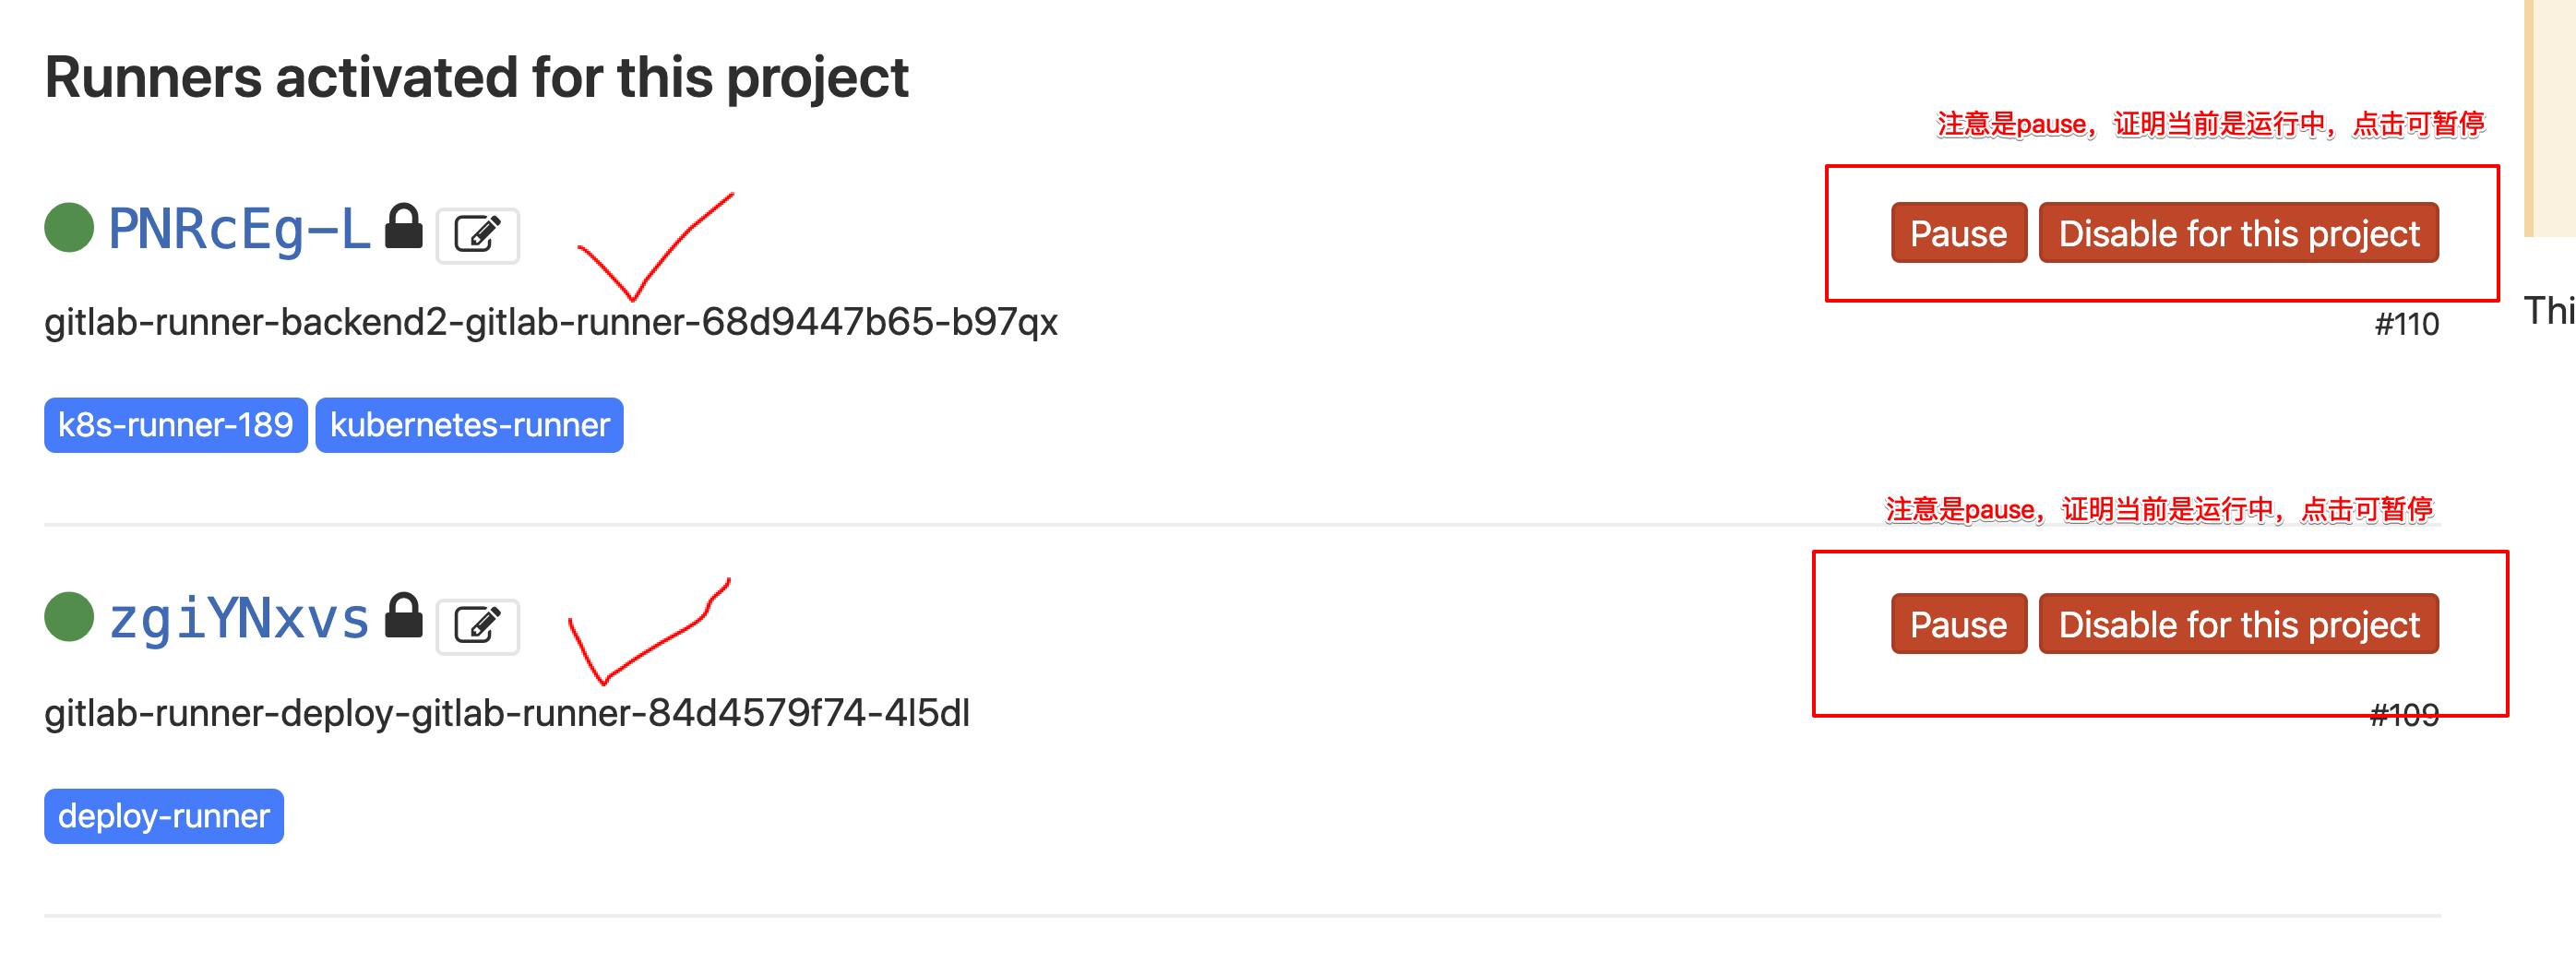 Runners activated for this project
注意是pause，证明当前是运行中，点击可暂停
PNRcEg-L
Pause Disable for this project
gitlab-runner-backend2-gitlab-runner-68d9447b65-b97qx
#110
Thi
k8s-runner-189 kubernetes-runner
注意是pause，证明当前是运行中，点击可暂停
zgiYNxvs
Pause Disable for this project
gitlab-runner-deploy-gitlab-runner-84d4579f74-4l5dl
#109
deploy-runner